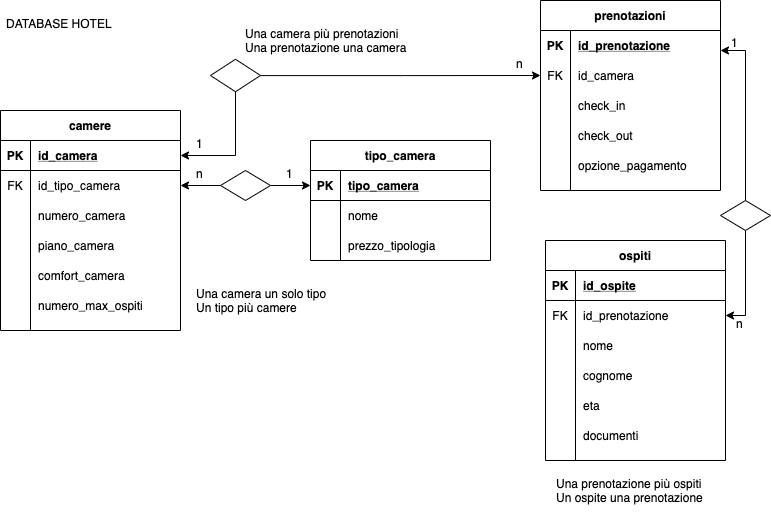 DATABASE HOTEL
Una camera più prenotazioni
Una prenotazione una camera
n
1
prenotazioni
PK id_prenotazione
FK id_camera
check_in
check_out
opzione_pagamento
1
camere
PK id_camera
FK id_tipo_camera
numero_camera
piano_camera
comfort_camera
numero_max_ospiti
n
1
tipo_camera
PK tipo_camera
nome
prezzo_tipologia
Una camera un solo tipo
Un tipo più camere
ospiti
PK id_ospite
FK id_prenotazione
nome
cognome
eta
documenti
n
Una prenotazione più ospiti
Un ospite una prenotazione